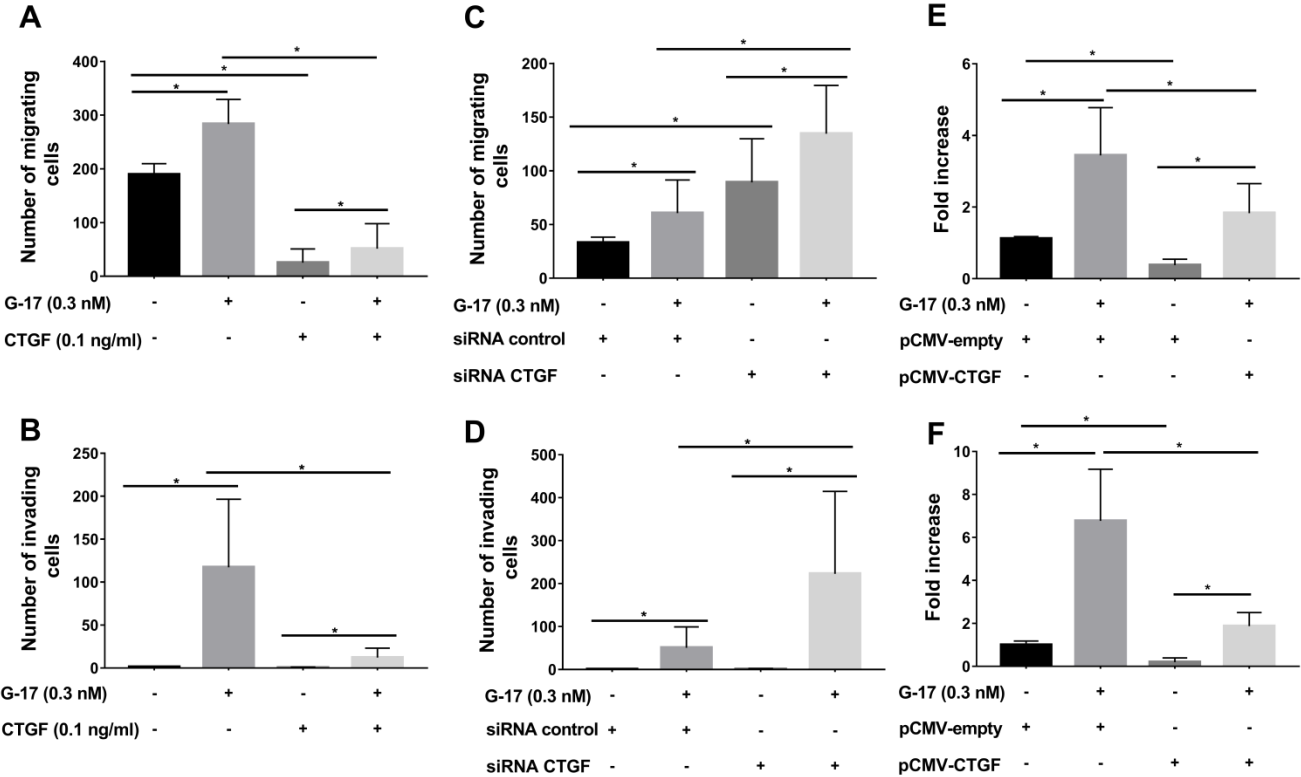 A
Number of migrating
cells
400
300
200
100
0
*
*
*
*
G-17 (0.3 nM) - + - +
CTGF (0.1 ng/ml) - - + +
B
Number of invading
cells
250
200
150
100
50
0
*
*
*
G-17 (0.3 nM) - + - +
CTGF (0.1 ng/ml) - - + +
C
Number of migrating
cells
200
150
100
50
0
*
*
*
*
G-17 (0.3 nM) - + - +
siRNA control + + - -
siRNA CTGF - - + +
D
Number of invading
cells
500
400
300
200
100
0
*
*
*
G-17 (0.3 nM) - + - +
siRNA control + + - -
siRNA CTGF - - + +
E
Fold increase
6
4
2
0
*
*
*
*
G-17 (0.3 nM) - + - +
pCMV-empty + + + -
pCMV-CTGF - - - +
F
Fold increase
10
8
6
4
2
0
*
*
*
*
G-17 (0.3 nM) - + - +
pCMV-empty + + - -
pCMV-CTGF - - + +